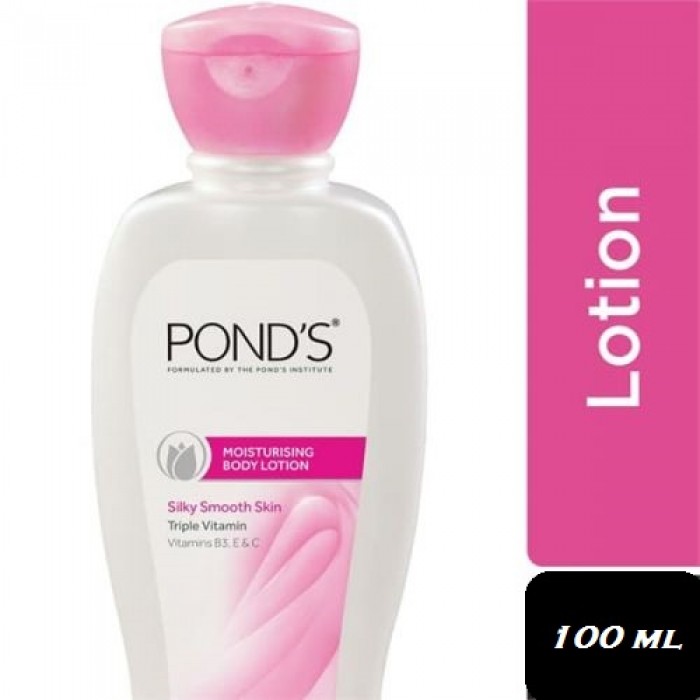 POND'S®
FORMULATED BY THE POND'S INSTITUTE
MOISTURISING
BODY LOTION
Silky Smooth Skin
Triple Vitamin
Vitamins B3, E & C
Lotion
100 ML